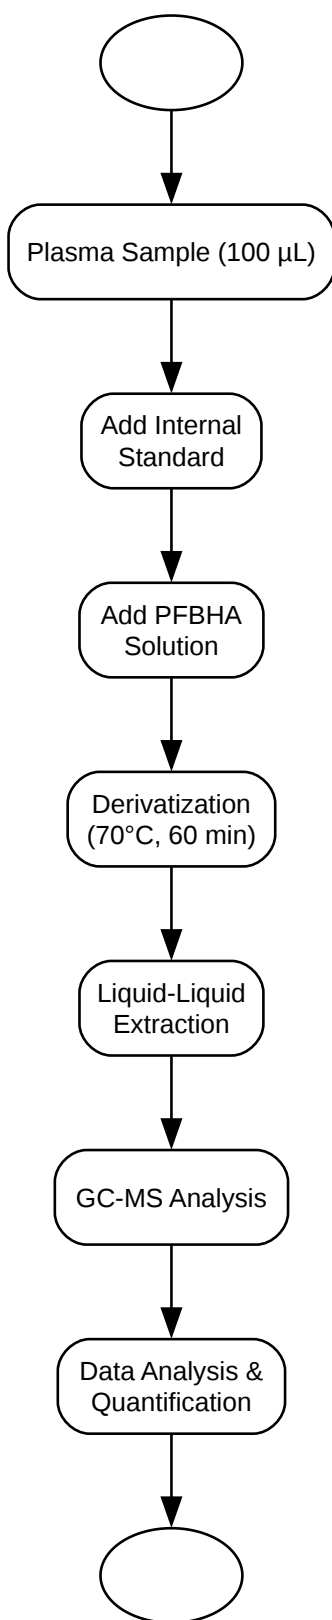 Plasma Sample (100 µL)
Add Internal
Standard
Add PFBHA
Solution
Derivatization
(70°C, 60 min)
Liquid-Liquid
Extraction
GC-MS Analysis
Data Analysis &
Quantification